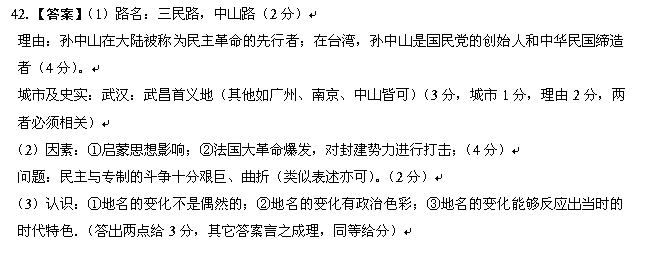 42.【答案】（1）路名：三民路，中山路（2 分）↵
理由：孙中山在大陆被称为民主革命的先行者；在台湾，孙中山是国民党的创始人和中华民国缔造
者（4 分）。↵
城市及史实：武汉：武昌首义地（其他如广州、南京、中山皆可）（3 分，城市 1 分，理由 2 分，两
者必须相关）↵
（2）因素：①启蒙思想影响；②法国大革命爆发，对封建势力进行打击；（4 分）↵
问题：民主与专制的斗争十分艰巨、曲折（类似表述亦可）。（2 分）↵
（3）认识：①地名的变化不是偶然的；②地名的变化有政治色彩；③地名的变化能够反应出当时的
时代特色.（答出两点给 3 分，其它答案言之成理，同等给分）↵